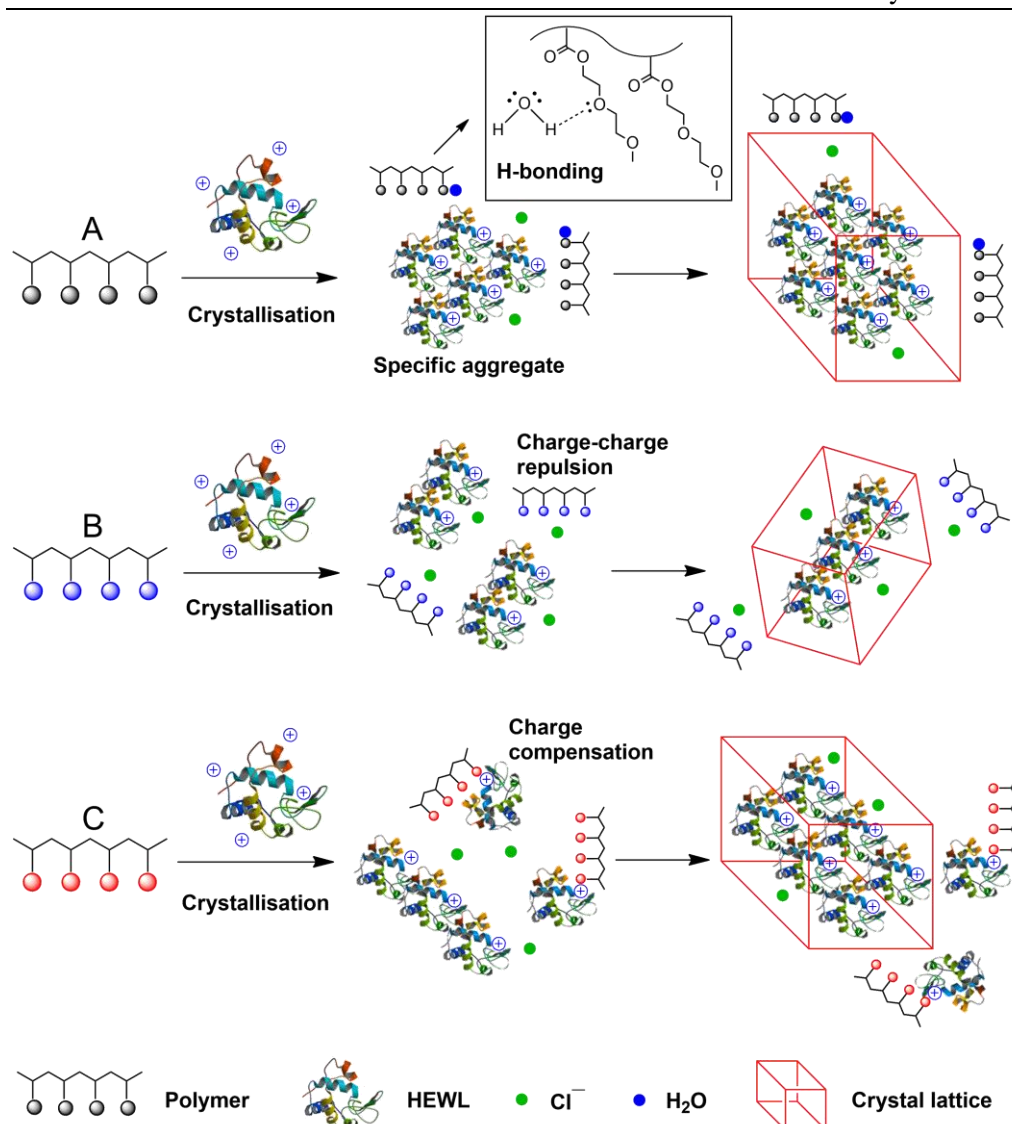 H-bonding
O
O
O
H
H
O
O
O
O
O
O
A
Crystallisation
Specific aggregate
B
Crystallisation
Charge-charge
repulsion
C
Crystallisation
Charge
compensation
Polymer
HEWL
Cl−
H2O
Crystal lattice